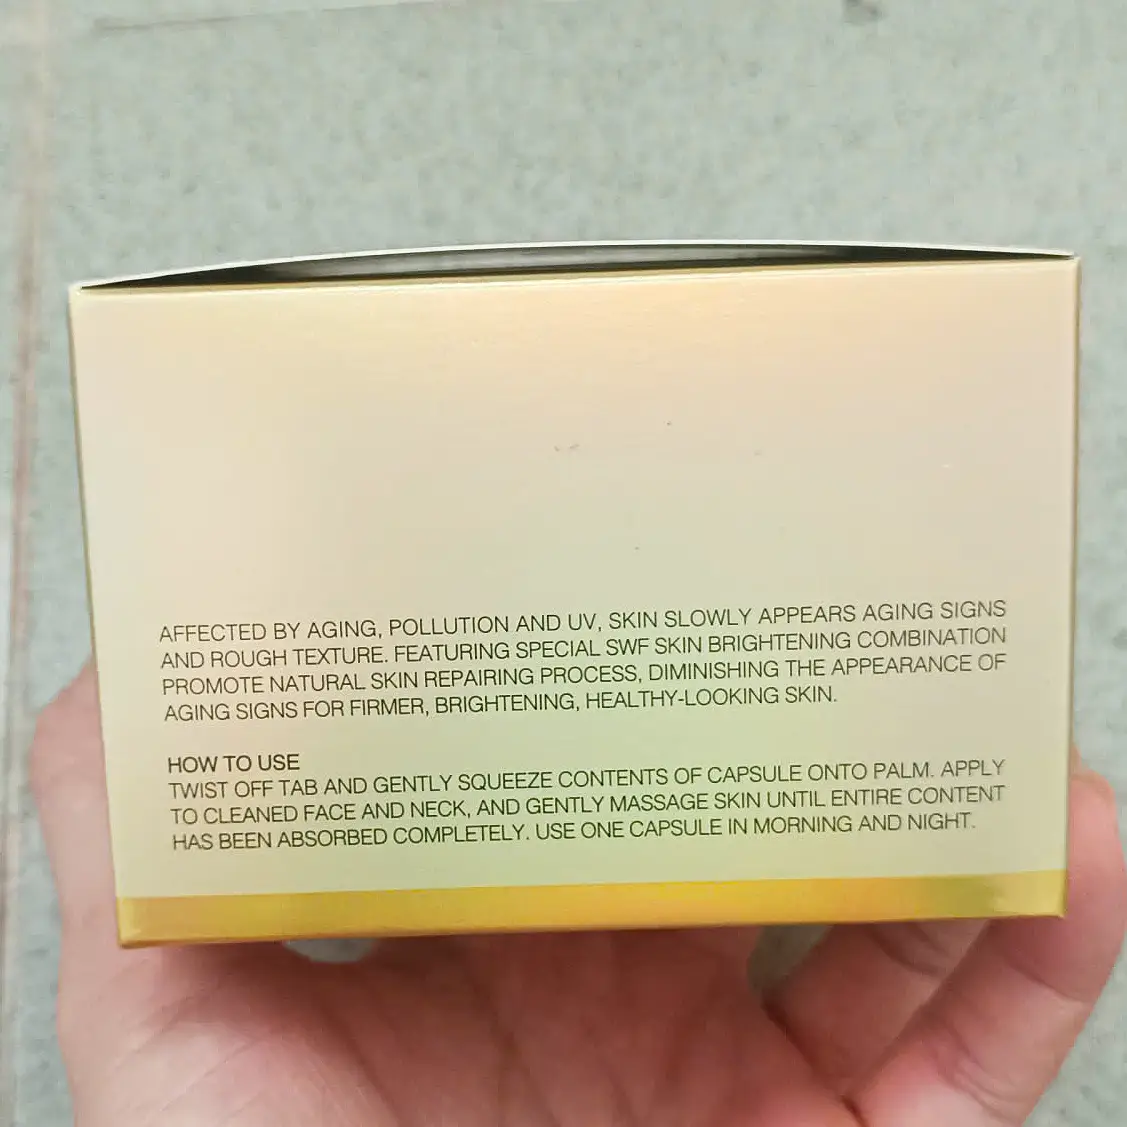 AFFECTED BY AGING, POLLUTION AND UV, SKIN SLOWLY APPEARS AGING SIGNS
AND ROUGH TEXTURE. FEATURING SPECIAL SWF SKIN BRIGHTENING COMBINATION
PROMOTE NATURAL SKIN REPAIRING PROCESS, DIMINISHING THE APPEARANCE OF
AGING SIGNS FOR FIRMER, BRIGHTENING, HEALTHY-LOOKING SKIN.
HOW TO USE
TWIST OFF TAB AND GENTLY SQUEEZE CONTENTS OF CAPSULE ONTO PALM. APPLY
TO CLEANED FACE AND NECK, AND GENTLY MASSAGE SKIN UNTIL ENTIRE CONTENT
HAS BEEN ABSORBED COMPLETELY. USE ONE CAPSULE IN MORNING AND NIGHT.